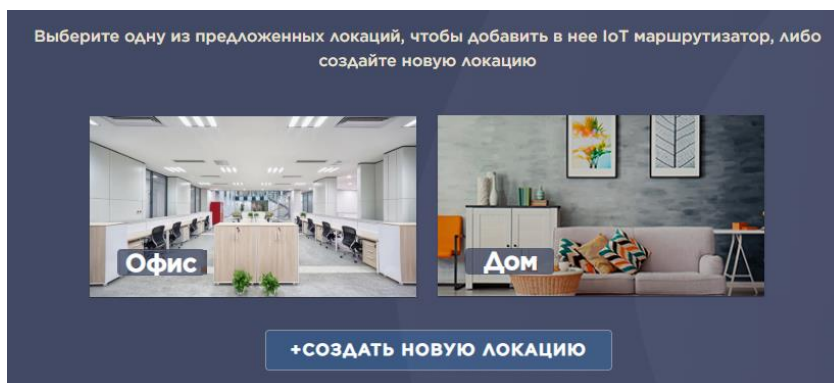 Выберите одну из предложенных локаций, чтобы добавить в нее IoT маршрутизатор, либо
создайте новую локацию
Офис
Дом
+СОЗДАТЬ НОВУЮ ЛОКАЦИЮ